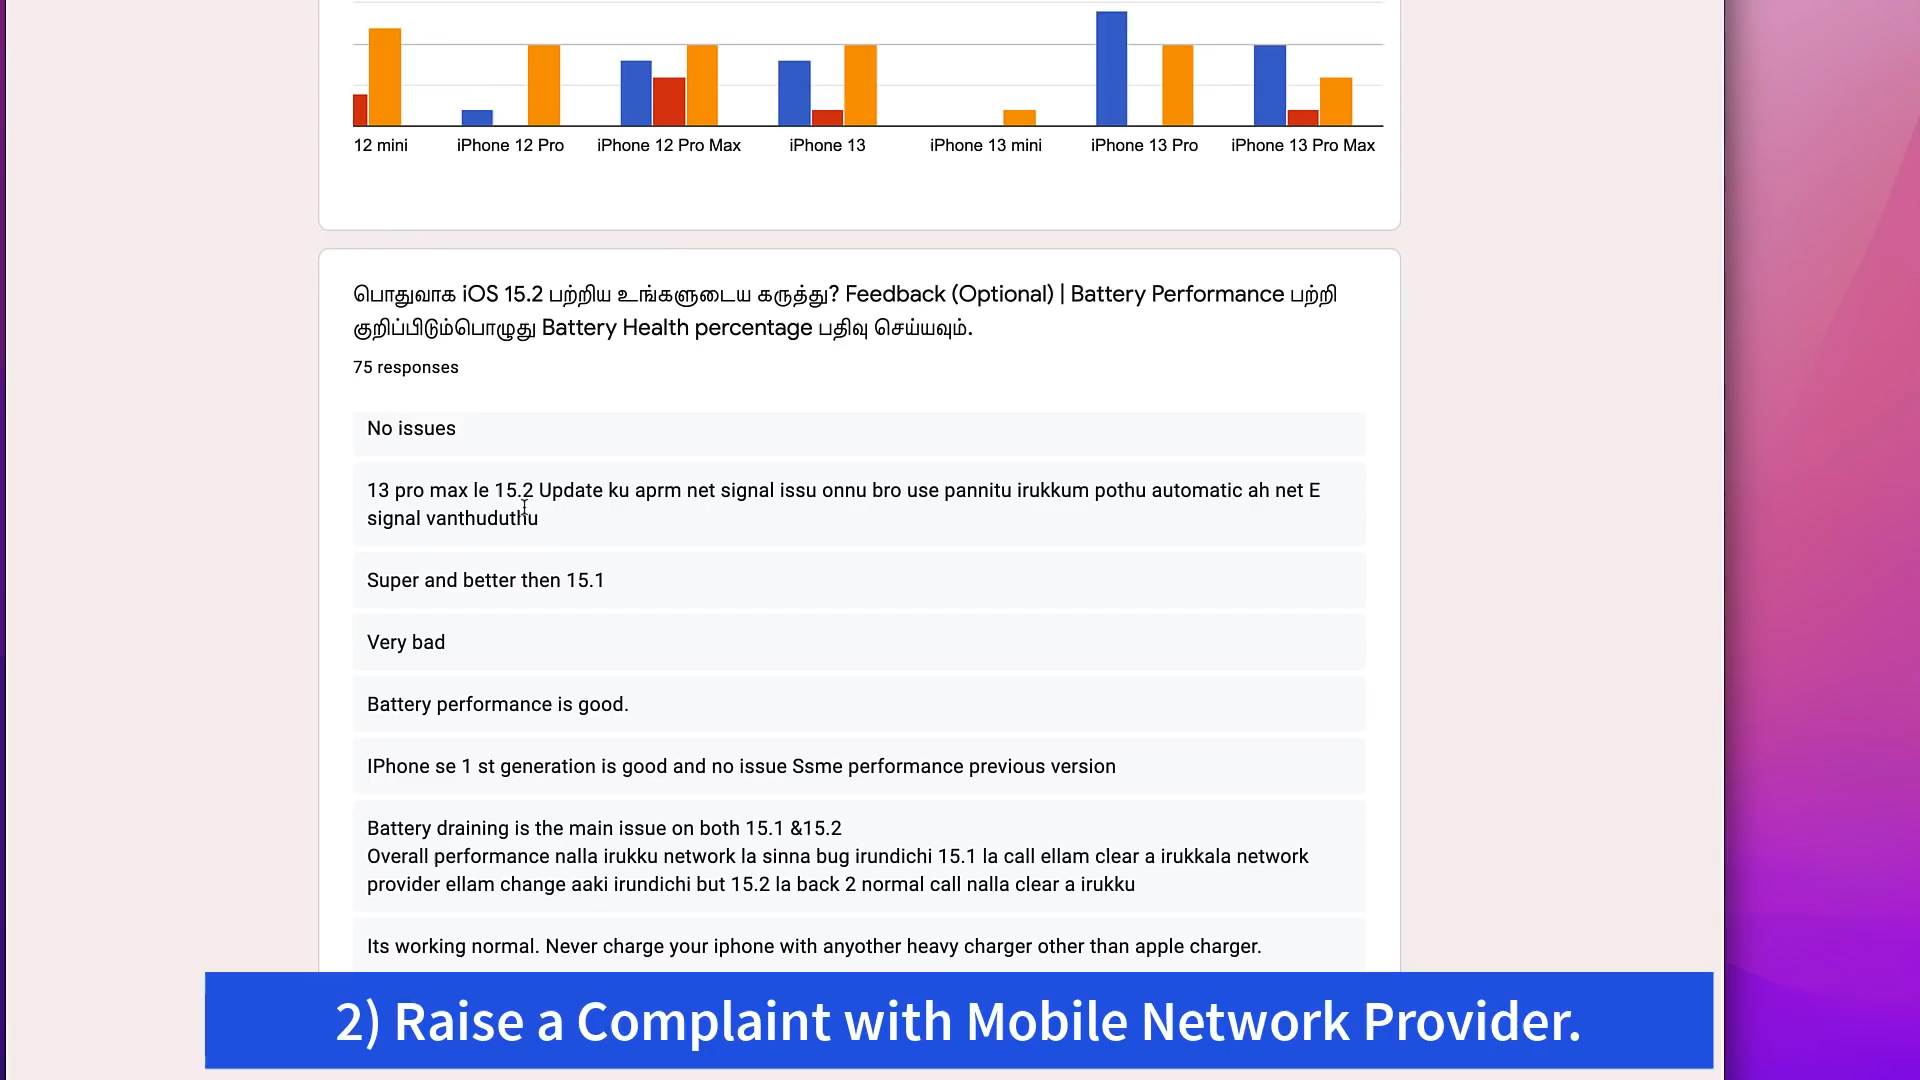 12 mini
iPhone 12 Pro
iPhone 12 Pro Max
iPhone 13
iPhone 13 mini
iPhone 13 Pro
iPhone 13 Pro Max
பொதுவாக iOS 15.2 பற்றிய உங்களுடைய கருத்து? Feedback (Optional) | Battery Performance பற்றி
குறிப்பிடும்பொழுது Battery Health percentage பதிவு செய்யவும்.
75 responses
No issues
13 pro max le 15.2 Update ku aprm net signal issu onnu bro use pannitu irukkum pothu automatic ah net E
signal vanthuduthu
Super and better then 15.1
Very bad
Battery performance is good.
IPhone se 1 st generation is good and no issue Ssme performance previous version
Battery draining is the main issue on both 15.1 &15.2
Overall performance nalla irukku network la sinna bug irundichi 15.1 la call ellam clear a irukkala network
provider ellam change aaki irundichi but 15.2 la back 2 normal call nalla clear a irukku
Its working normal. Never charge your iphone with anyother heavy charger other than apple charger.
2) Raise a Complaint with Mobile Network Provider.